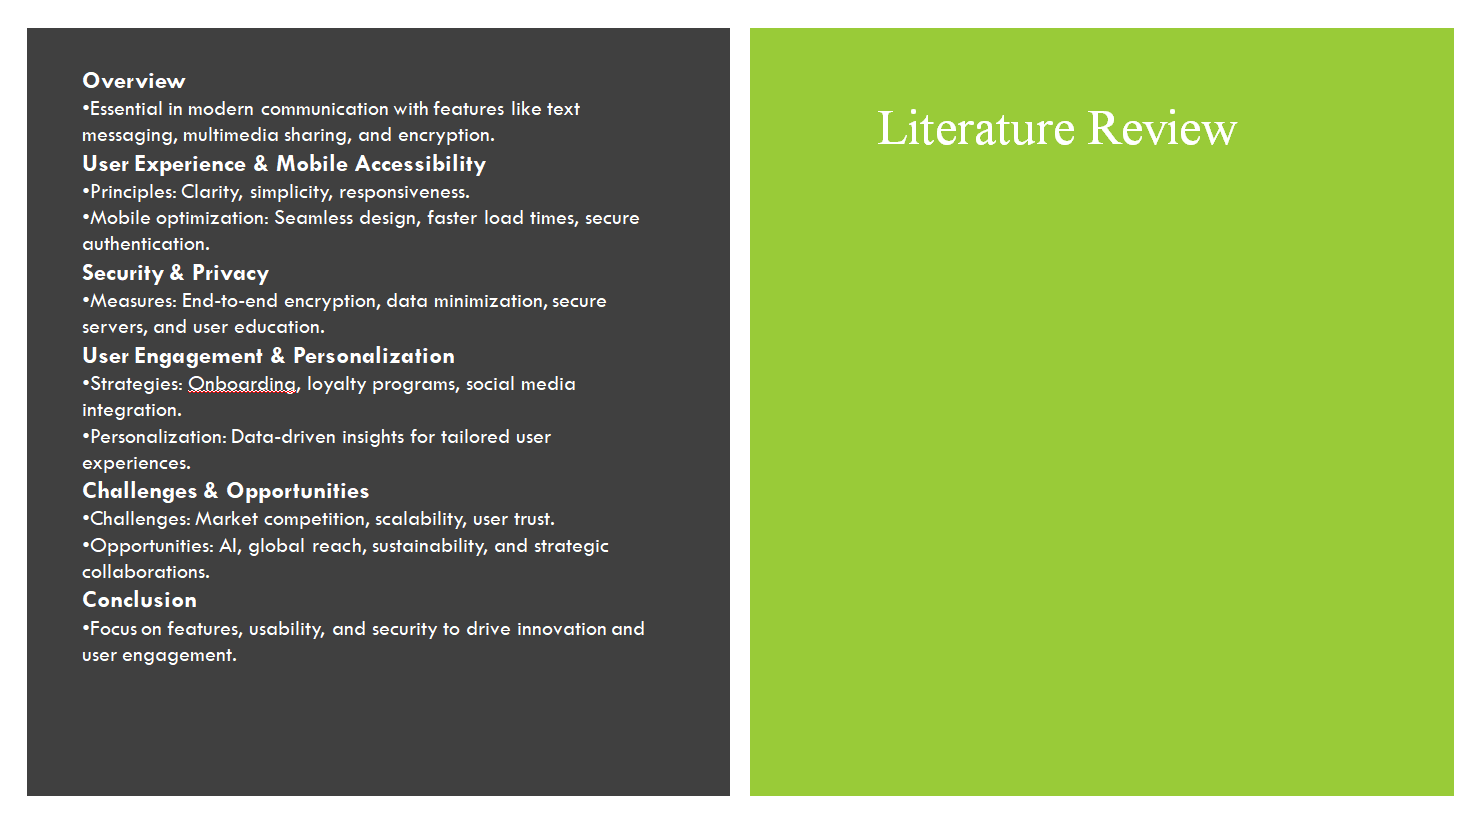 Overview
•Essential in modern communication with features like text
messaging, multimedia sharing, and encryption.
User Experience & Mobile Accessibility
•Principles: Clarity, simplicity, responsiveness.
•Mobile optimization: Seamless design, faster load times, secure
authentication.
Security & Privacy
•Measures: End-to-end encryption, data minimization, secure
servers, and user education.
User Engagement & Personalization
•Strategies: Onboarding, loyalty programs, social media
integration.
•Personalization: Data-driven insights for tailored user
experiences.
Challenges & Opportunities
•Challenges: Market competition, scalability, user trust.
•Opportunities: AI, global reach, sustainability, and strategic
collaborations.
Conclusion
•Focus on features, usability, and security to drive innovation and
user engagement.
Literature Review